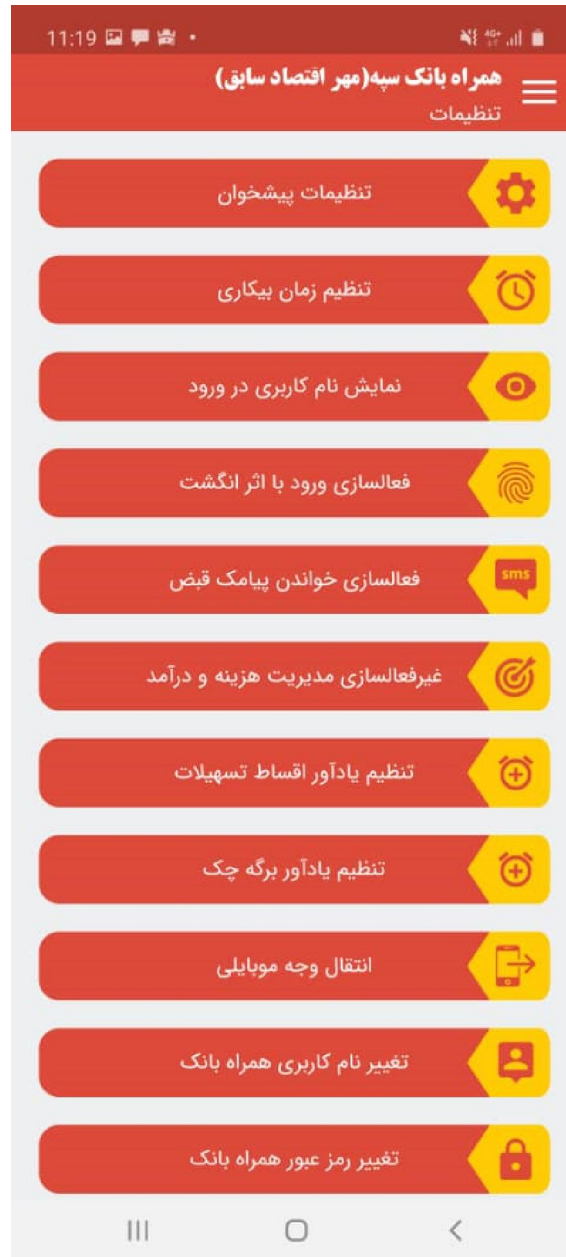 11:19
4G+
همراه بانک سپه(مهر اقتصاد سابق)
تنظیمات
تنظیمات پیشخوان
تنظیم زمان بیکاری
نمایش نام کاربری در ورود
فعالسازی ورود با اثر انگشت
فعالسازی خواندن پیامک قبض
sms
غیرفعالسازی مدیریت هزینه و درآمد
تنظیم یادآور اقساط تسهیلات
تنظیم یادآور برگه چک
انتقال وجه موبایلی
تغییر نام کاربری همراه بانک
تغییر رمز عبور همراه بانک